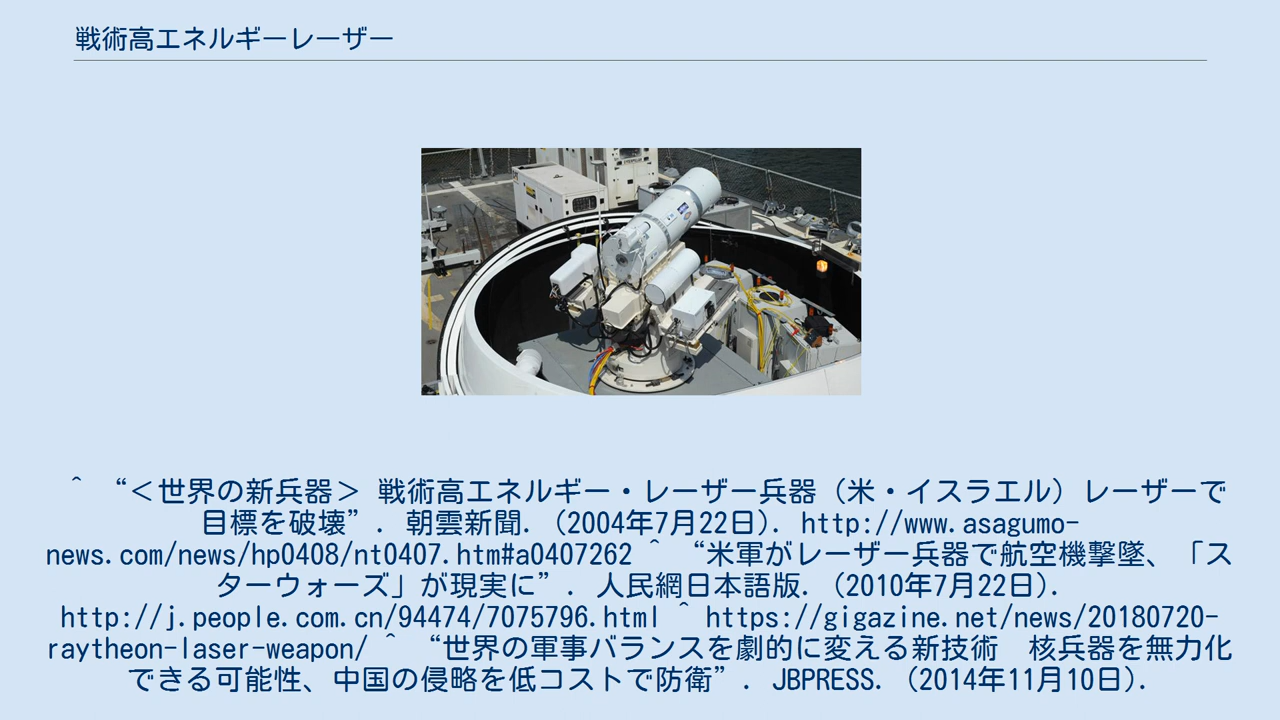 戦術高エネルギーレーザー
^ “＜世界の新兵器＞ 戦術高エネルギー・レーザー兵器（米・イスラエル）レーザーで
目標を破壊”. 朝雲新聞. (2004年7月22日). http://www.asagumo-
news.com/news/hp0408/nt0407.htm#a0407262 ^ “米軍がレーザー兵器で航空機撃墜、「ス
ターウォーズ」が現実に”. 人民網日本語版. (2010年7月22日).
http://j.people.com.cn/94474/7075796.html ^ https://gigazine.net/news/20180720-
raytheon-laser-weapon/ ^ “世界の軍事バランスを劇的に変える新技術　核兵器を無力化
できる可能性、中国の侵略を低コストで防衛”. JBPRESS. (2014年11月10日).